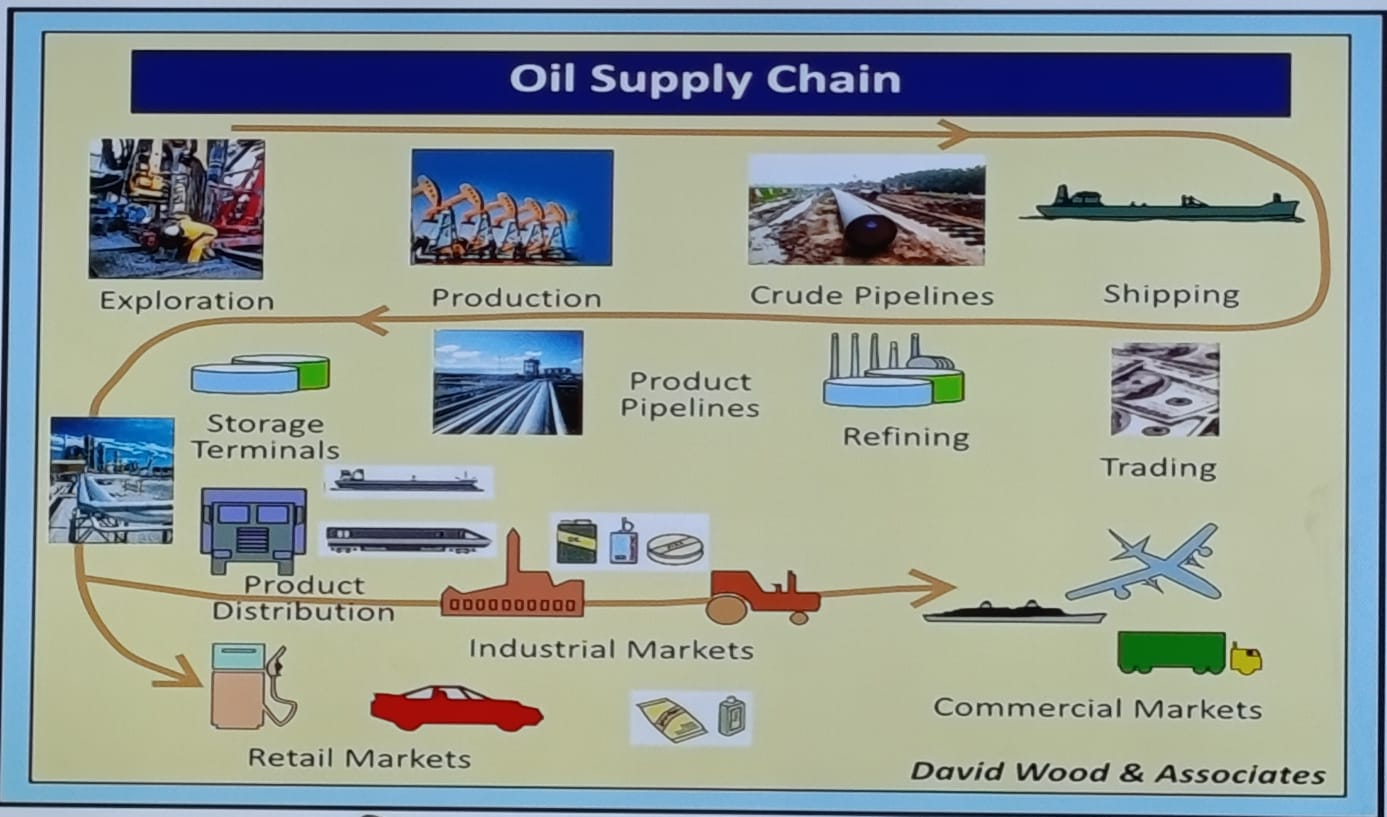 Oil Supply Chain
Exploration
Production
Crude Pipelines
Shipping
Storage
Terminals
Product
Pipelines
Refining
Trading
Product
Distribution
Industrial Markets
Commercial Markets
Retail Markets
David Wood & Associates